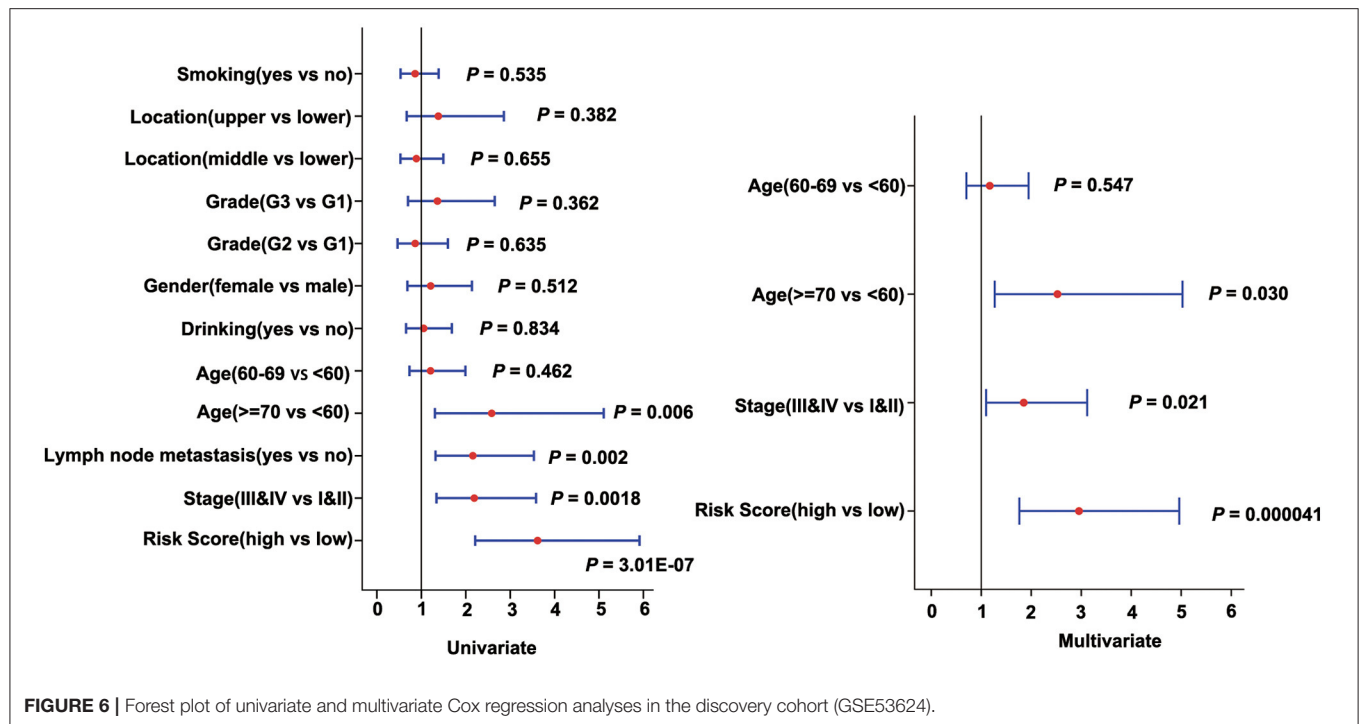 Smoking(yes vs no)
P = 0.535
Location(upper vs lower)
P = 0.382
Location(middle vs lower)
P = 0.655
Grade(G3 vs G1)
P = 0.362
Grade(G2 vs G1)
P = 0.635
Gender(female vs male)
P = 0.512
Drinking(yes vs no)
P = 0.834
Age(60-69 vs <60)
P = 0.462
Age(>=70 vs <60)
P = 0.006
Lymph node metastasis(yes vs no)
P = 0.002
Stage(III&IV vs I&II)
P = 0.0018
Risk Score(high vs low)
P = 3.01E-07
0 1 2 3 4 5 6
Univariate
Age(60-69 vs <60)
P = 0.547
Age(>=70 vs <60)
P = 0.030
Stage(III&IV vs I&II)
P = 0.021
Risk Score(high vs low)
P = 0.000041
0 1 2 3 4 5 6
Multivariate
FIGURE 6 | Forest plot of univariate and multivariate Cox regression analyses in the discovery cohort (GSE53624).